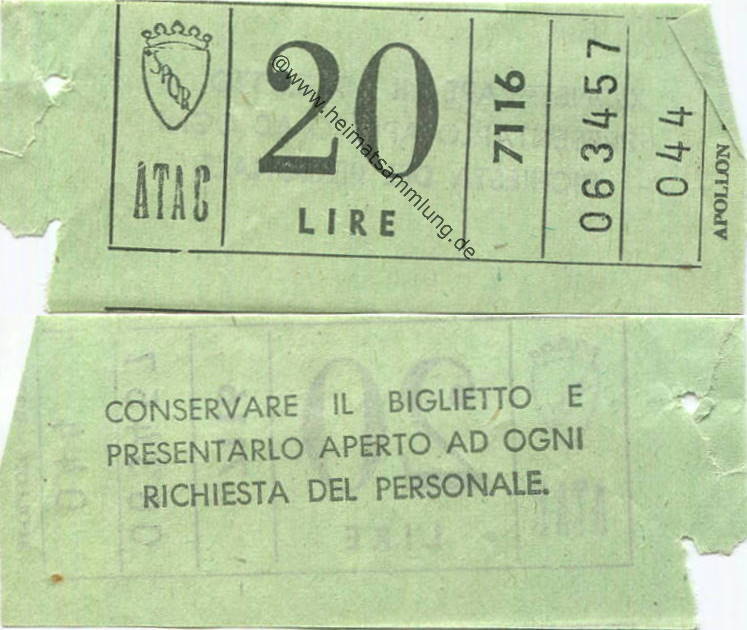 SPQR
ATAC
20
LIRE
7116
063457
044
APOLLON
@www.heimatsammlung.de
CONSERVARE IL BIGLIETTO E
PRESENTARLO APERTO AD OGNI
RICHIESTA DEL PERSONALE.